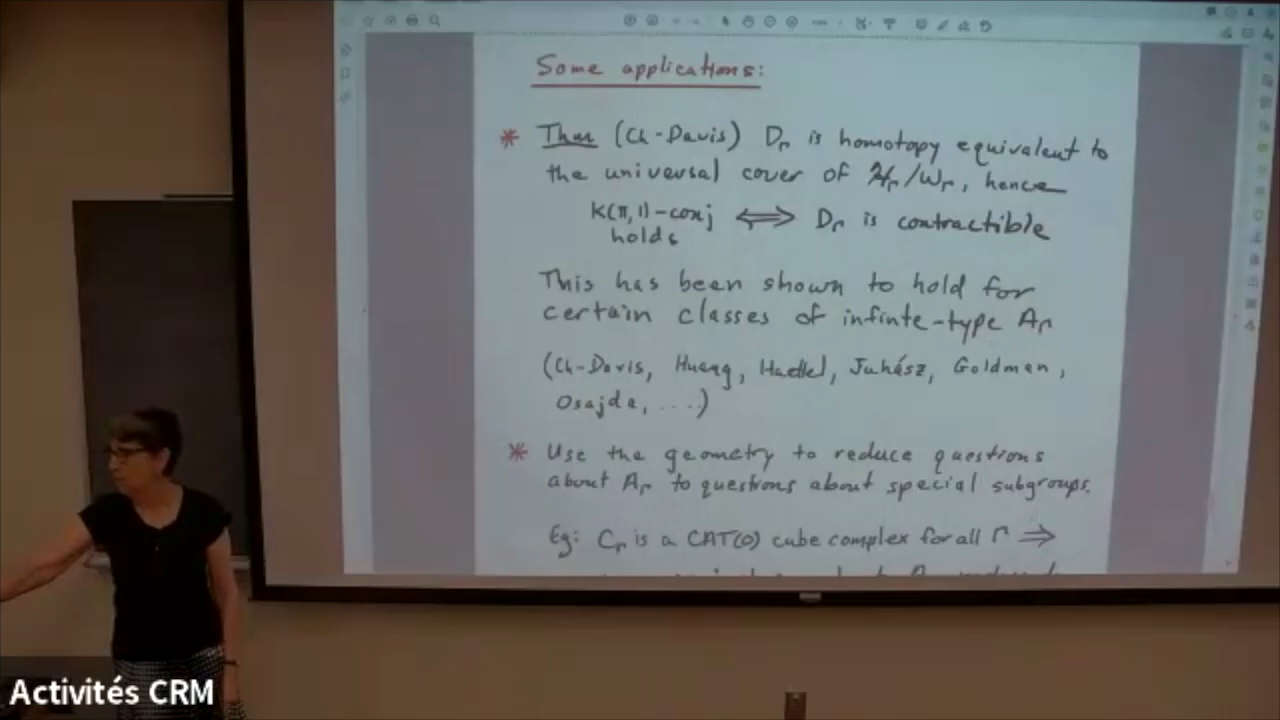 Some applications:
* Thm (Ch-Davis) D_Γ is homotopy equivalent to
the universal cover of ℋ_Γ/W_Γ, hence
K(π,1)-conj ⟺ D_Γ is contractible
holds
This has been shown to hold for
certain classes of infinte-type A_Γ
(Ch-Davis, Huang, Haettel, Juhász, Goldman,
Osajda, ....)
* Use the geometry to reduce questions
about A_Γ to questions about special subgroups.
Eg: C_Γ is a CAT(0) cube complex for all Γ ⇒
Activités CRM